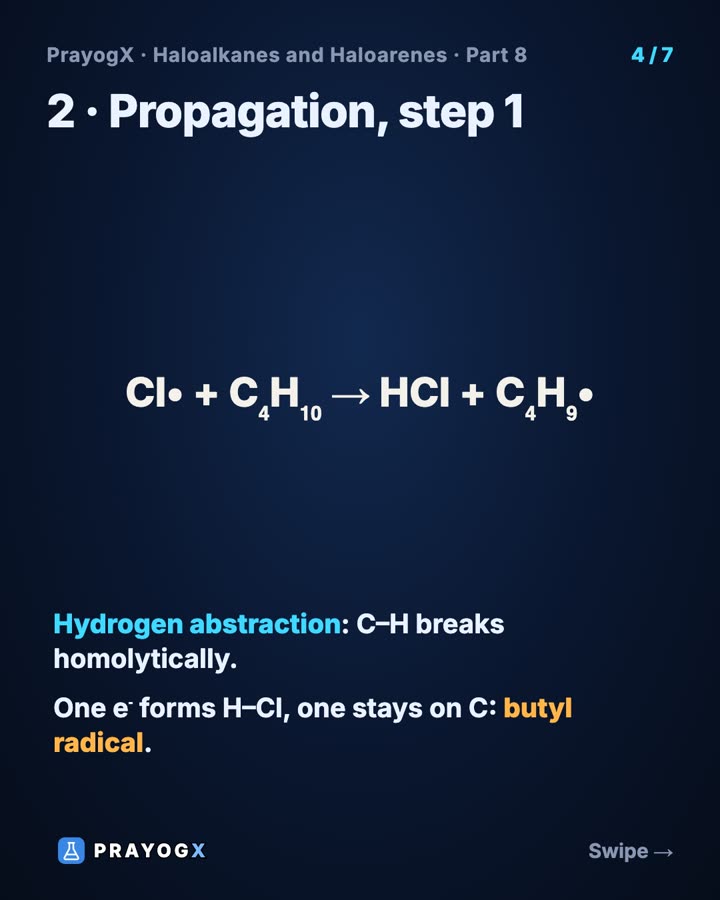 PrayogX · Haloalkanes and Haloarenes · Part 8
4 / 7
2 · Propagation, step 1
Cl• + C₄H₁₀ → HCl + C₄H₉•
Hydrogen abstraction: C–H breaks
homolytically.
One e⁻ forms H–Cl, one stays on C: butyl
radical.
PRAYOGX
Swipe →